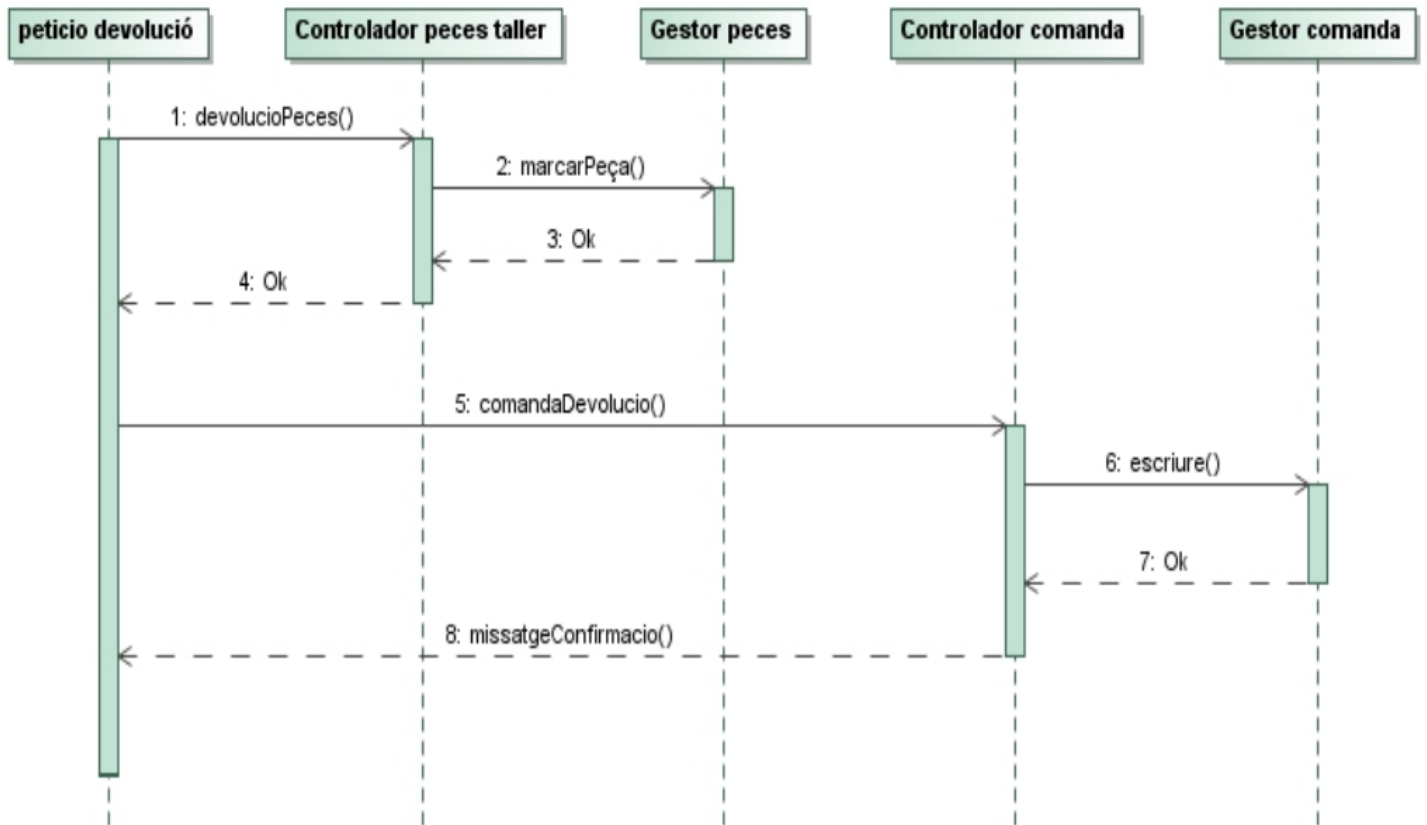 peticio devolució
Controlador peces taller
Gestor peces
Controlador comanda
Gestor comanda
1: devolucioPeces()
2: marcarPeça()
3: Ok
4: Ok
5: comandaDevolucio()
6: escriure()
7: Ok
8: missatgeConfirmacio()